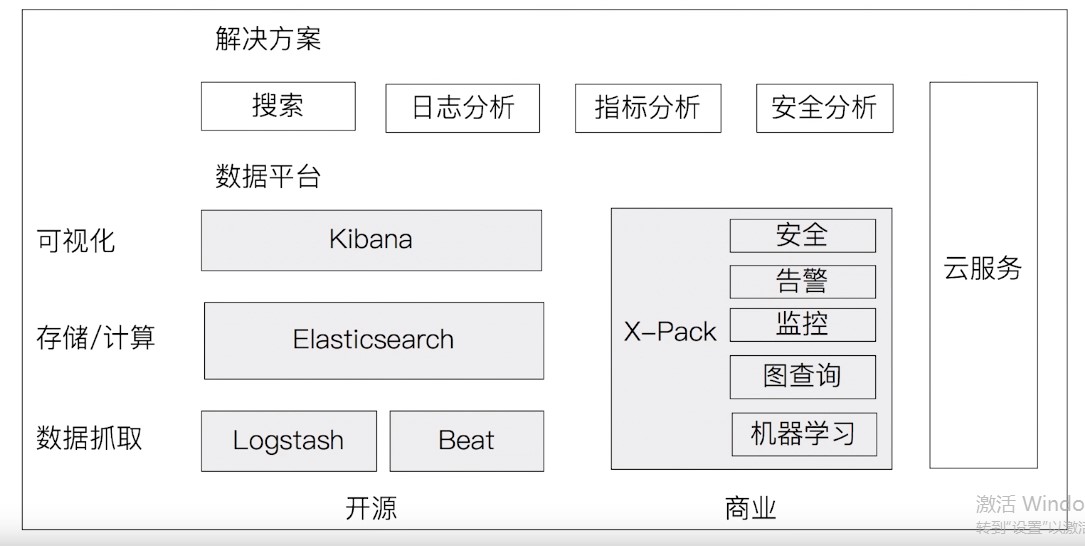 解决方案
搜索
日志分析
指标分析
安全分析
数据平台
可视化
Kibana
存储/计算
Elasticsearch
数据抓取
Logstash
Beat
X-Pack
安全
告警
监控
图查询
机器学习
云服务
开源
商业
激活 Windo
转到"设置"以激活